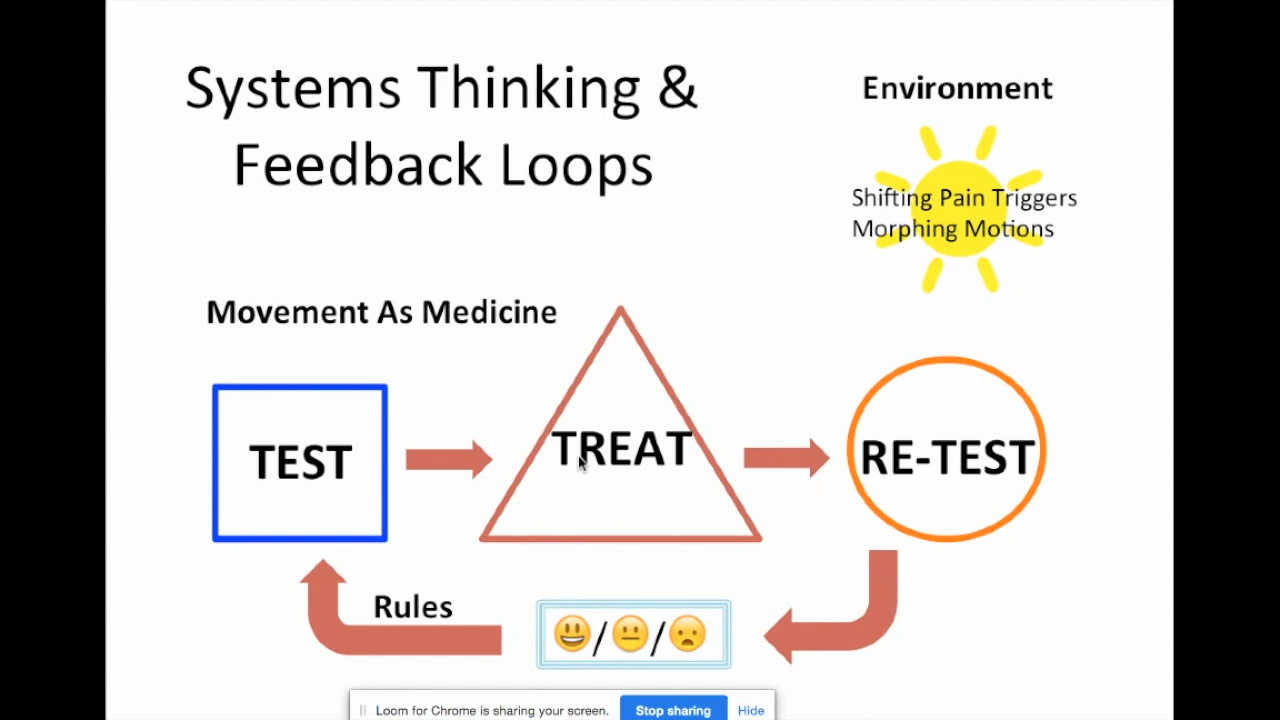 Systems Thinking &
Feedback Loops
Environment
Shifting Pain Triggers
Morphing Motions
Movement As Medicine
TEST
TREAT
RE-TEST
Rules
/ /
Loom for Chrome is sharing your screen.
Stop sharing
Hide